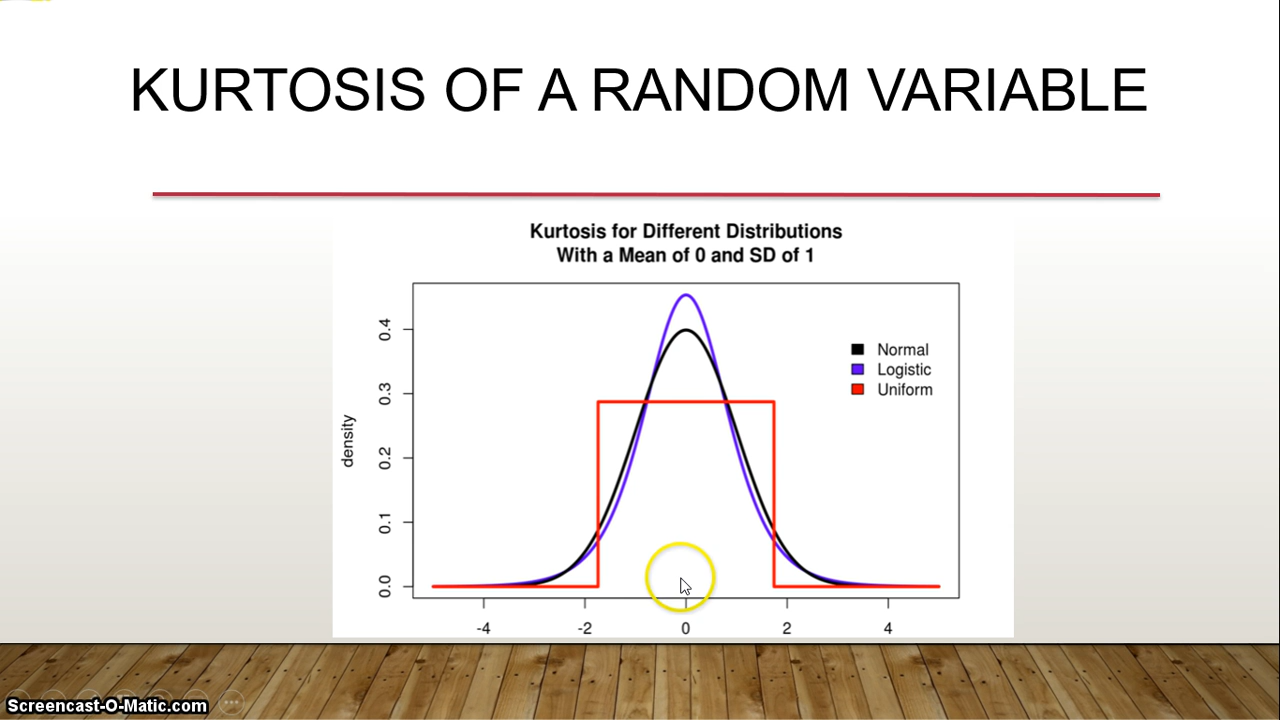 KURTOSIS OF A RANDOM VARIABLE
Kurtosis for Different Distributions
With a Mean of 0 and SD of 1
Normal
Logistic
Uniform
density
0.4
0.3
0.2
0.1
0.0
-4 -2 0 2 4
Screencast-O-Matic.com